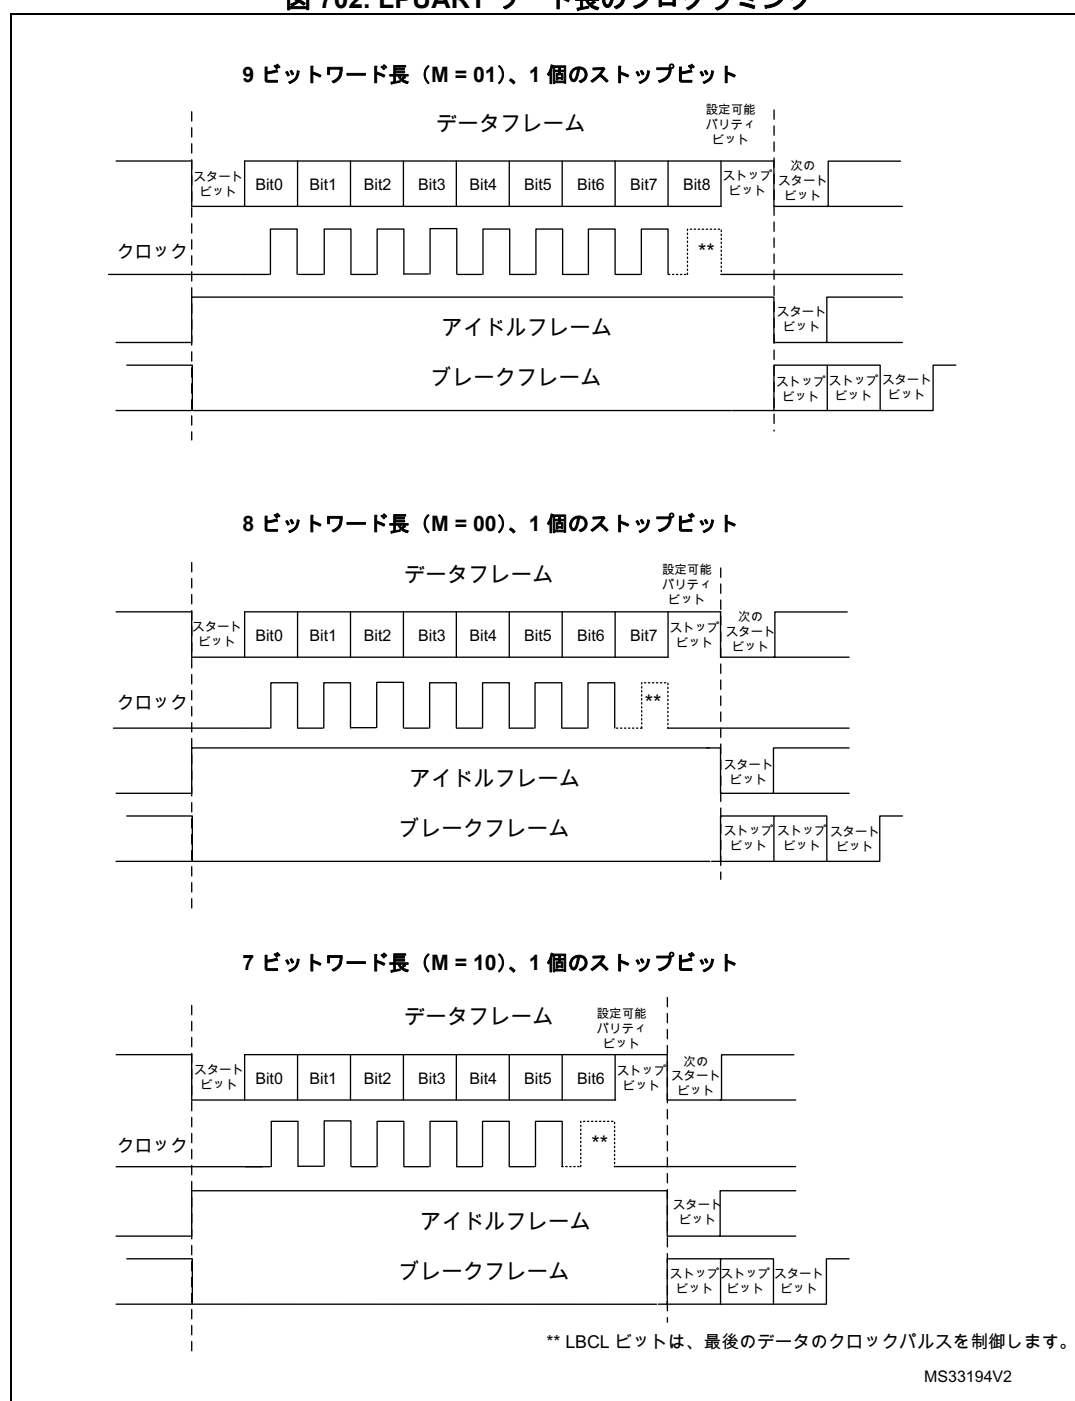 図 702. LPUART ワード長のプログラミング
9 ビットワード長（M = 01）、1 個のストップビット
データフレーム
設定可能
パリティ
ビット
スタート
ビット
Bit0
Bit1
Bit2
Bit3
Bit4
Bit5
Bit6
Bit7
Bit8
ストップ
ビット
次の
スタート
ビット
クロック
**
アイドルフレーム
スタート
ビット
ブレークフレーム
ストップ
ビット
ストップ
ビット
スタート
ビット
8 ビットワード長（M = 00）、1 個のストップビット
データフレーム
設定可能
パリティ
ビット
スタート
ビット
Bit0
Bit1
Bit2
Bit3
Bit4
Bit5
Bit6
Bit7
ストップ
ビット
次の
スタート
ビット
クロック
**
アイドルフレーム
スタート
ビット
ブレークフレーム
ストップ
ビット
ストップ
ビット
スタート
ビット
7 ビットワード長（M = 10）、1 個のストップビット
データフレーム
設定可能
パリティ
ビット
スタート
ビット
Bit0
Bit1
Bit2
Bit3
Bit4
Bit5
Bit6
ストップ
ビット
次の
スタート
ビット
クロック
**
アイドルフレーム
スタート
ビット
ブレークフレーム
ストップ
ビット
ストップ
ビット
スタート
ビット
** LBCL ビットは、最後のデータのクロックパルスを制御します。
MS33194V2